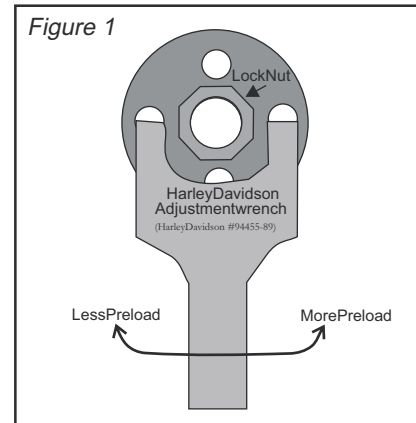 Figure 1
LockNut
HarleyDavidson
Adjustmentwrench
(HarleyDavidson #94455-89)
LessPreload
MorePreload